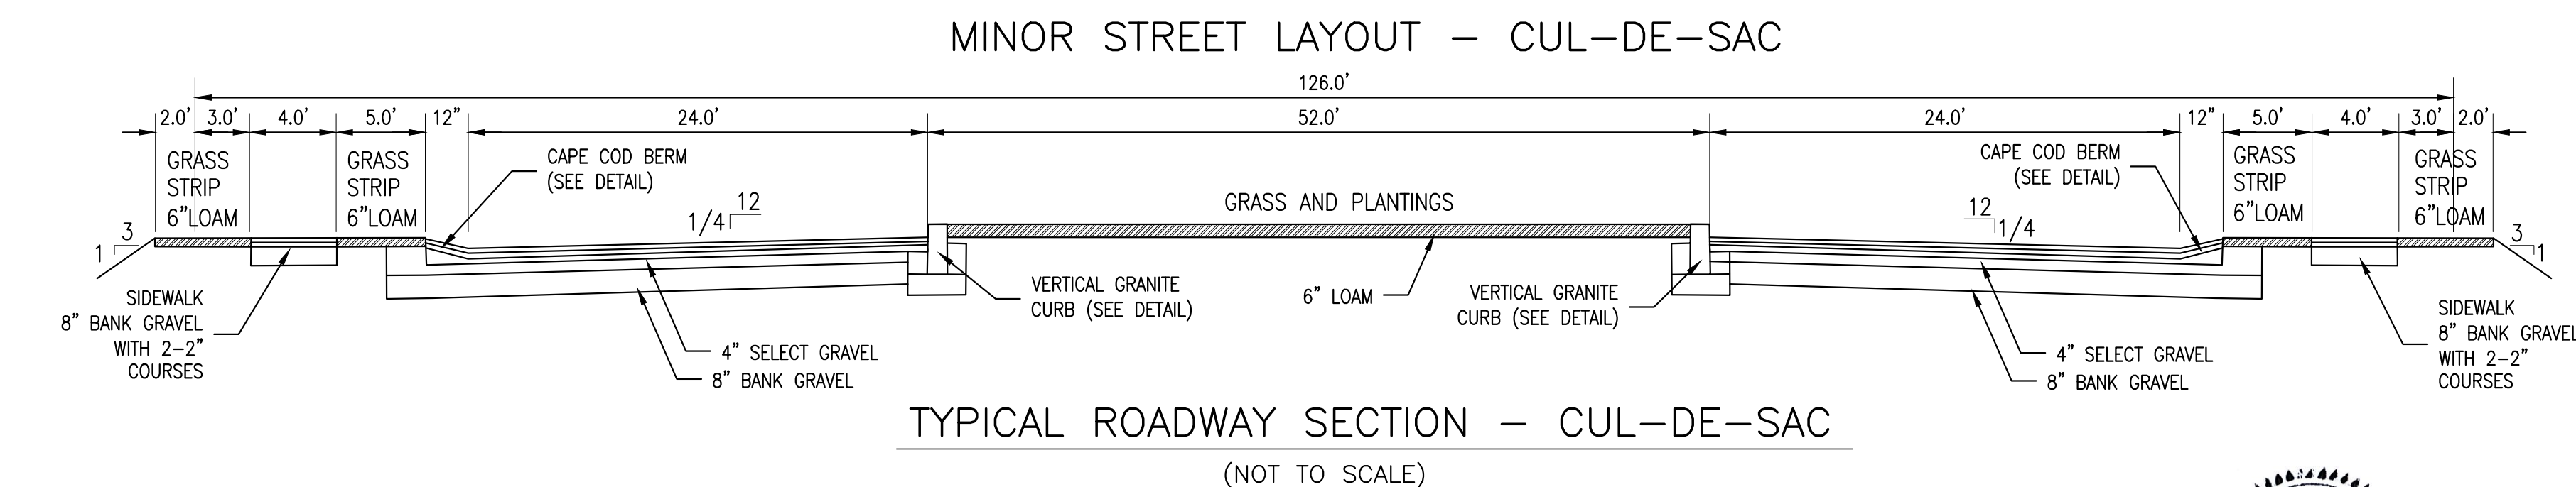 MINOR STREET LAYOUT – CUL–DE–SAC
126.0'
2.0' 3.0' 4.0' 5.0' 12" 24.0' 52.0' 24.0' 12" 5.0' 4.0' 3.0' 2.0'
GRASS
STRIP
6"LOAM
GRASS
STRIP
6"LOAM
CAPE COD BERM
(SEE DETAIL)
12
1/4
GRASS AND PLANTINGS
12
1/4
CAPE COD BERM
(SEE DETAIL)
GRASS
STRIP
6"LOAM
GRASS
STRIP
6"LOAM
3
1
3
1
SIDEWALK
8" BANK GRAVEL
WITH 2–2"
COURSES
4" SELECT GRAVEL
8" BANK GRAVEL
VERTICAL GRANITE
CURB (SEE DETAIL)
6" LOAM
VERTICAL GRANITE
CURB (SEE DETAIL)
4" SELECT GRAVEL
8" BANK GRAVEL
SIDEWALK
8" BANK GRAVEL
WITH 2–2"
COURSES
TYPICAL ROADWAY SECTION – CUL–DE–SAC
(NOT TO SCALE)